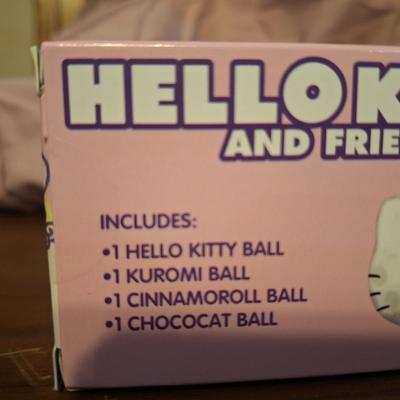 HELLO K
AND FRIE
INCLUDES:
•1 HELLO KITTY BALL
•1 KUROMI BALL
•1 CINNAMOROLL BALL
•1 CHOCOCAT BALL